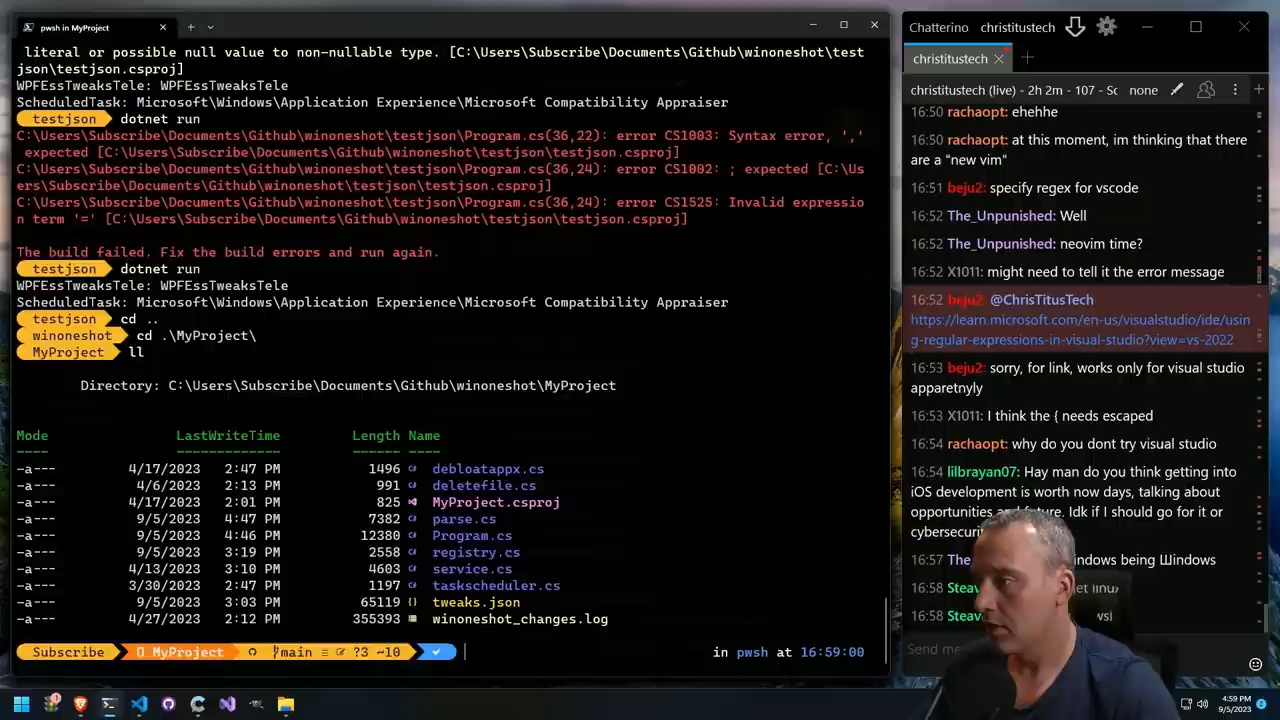 pwsh in MyProject
literal or possible null value to non-nullable type. [C:\Users\Subscribe\Documents\Github\winoneshot\test
json\testjson.csproj]
WPFEssTweaksTele: WPFEssTweaksTele
ScheduledTask: Microsoft\Windows\Application Experience\Microsoft Compatibility Appraiser
testjson dotnet run
C:\Users\Subscribe\Documents\Github\winoneshot\testjson\Program.cs(36,22): error CS1003: Syntax error, ','
expected [C:\Users\Subscribe\Documents\Github\winoneshot\testjson\testjson.csproj]
C:\Users\Subscribe\Documents\Github\winoneshot\testjson\Program.cs(36,24): error CS1002: ; expected [C:\Us
ers\Subscribe\Documents\Github\winoneshot\testjson\testjson.csproj]
C:\Users\Subscribe\Documents\Github\winoneshot\testjson\Program.cs(36,24): error CS1525: Invalid expressio
n term '=' [C:\Users\Subscribe\Documents\Github\winoneshot\testjson\testjson.csproj]
The build failed. Fix the build errors and run again.
testjson dotnet run
WPFEssTweaksTele: WPFEssTweaksTele
ScheduledTask: Microsoft\Windows\Application Experience\Microsoft Compatibility Appraiser
testjson cd ..
winoneshot cd .\MyProject\
MyProject ll
Directory: C:\Users\Subscribe\Documents\Github\winoneshot\MyProject
Mode LastWriteTime Length Name
---- ------------- ------ ----
-a--- 4/17/2023 2:47 PM 1496 debloatappx.cs
-a--- 4/6/2023 2:13 PM 991 deletefile.cs
-a--- 4/17/2023 2:01 PM 825 MyProject.csproj
-a--- 9/5/2023 4:47 PM 7382 parse.cs
-a--- 9/5/2023 4:46 PM 12380 Program.cs
-a--- 9/5/2023 3:19 PM 2558 registry.cs
-a--- 4/13/2023 3:10 PM 4603 service.cs
-a--- 3/30/2023 2:47 PM 1197 taskscheduler.cs
-a--- 9/5/2023 3:03 PM 65119 tweaks.json
-a--- 4/27/2023 2:12 PM 355393 winoneshot_changes.log
Subscribe MyProject main ≡ ?3 ~10 in pwsh at 16:59:00
Chatterino christitustech
christitustech
christitustech (live) - 2h 2m - 107 - Sc none
16:50 rachaopt: ehehhe
16:50 rachaopt: at this moment, im thinking that there
are a "new vim"
16:51 beju2: specify regex for vscode
16:52 The_Unpunished: Well
16:52 The_Unpunished: neovim time?
16:52 X1011: might need to tell it the error message
16:52 beju2: @ChrisTitusTech
https://learn.microsoft.com/en-us/visualstudio/ide/usin
g-regular-expressions-in-visual-studio?view=vs-2022
16:53 beju2: sorry, for link, works only for visual studio
apparetnyly
16:53 X1011: I think the { needs escaped
16:54 rachaopt: why do you dont try visual studio
16:54 lilbrayan07: Hay man do you think getting into
iOS development is worth now days, talking about
opportunities and future. Idk if I should go for it or
16:57 The indows being Шindows
16:58 Steav
16:58 Steav
Send me
4:59 PM
9/5/2023